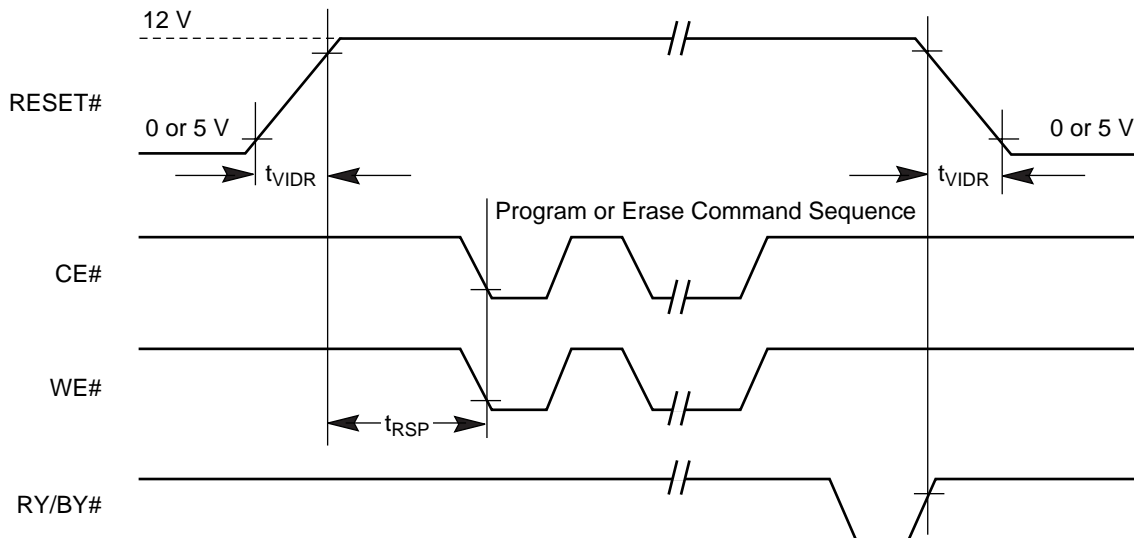 12 V
RESET#
0 or 5 V
0 or 5 V
tVIDR
tVIDR
Program or Erase Command Sequence
CE#
WE#
tRSP
RY/BY#